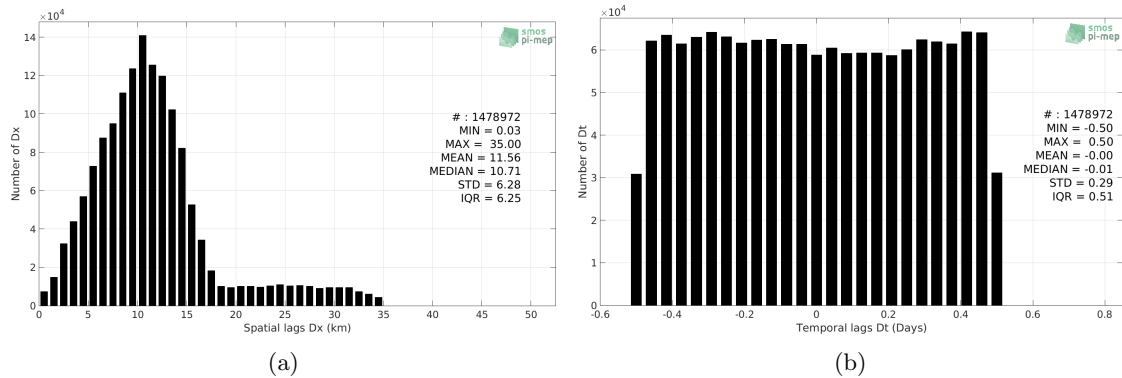 ×10⁴
14
12
10
8
6
4
2
0
Number of Dx
smos
pi-mep
# : 1478972
MIN = 0.03
MAX = 35.00
MEAN = 11.56
MEDIAN = 10.71
STD = 6.28
IQR = 6.25
0 5 10 15 20 25 30 35 40 45 50
Spatial lags Dx (km)
(a)
×10⁴
6
5
4
3
2
1
0
Number of Dt
smos
pi-mep
# : 1478972
MIN = -0.50
MAX = 0.50
MEAN = -0.00
MEDIAN = -0.01
STD = 0.29
IQR = 0.51
-0.6 -0.4 -0.2 0 0.2 0.4 0.6 0.8
Temporal lags Dt (Days)
(b)